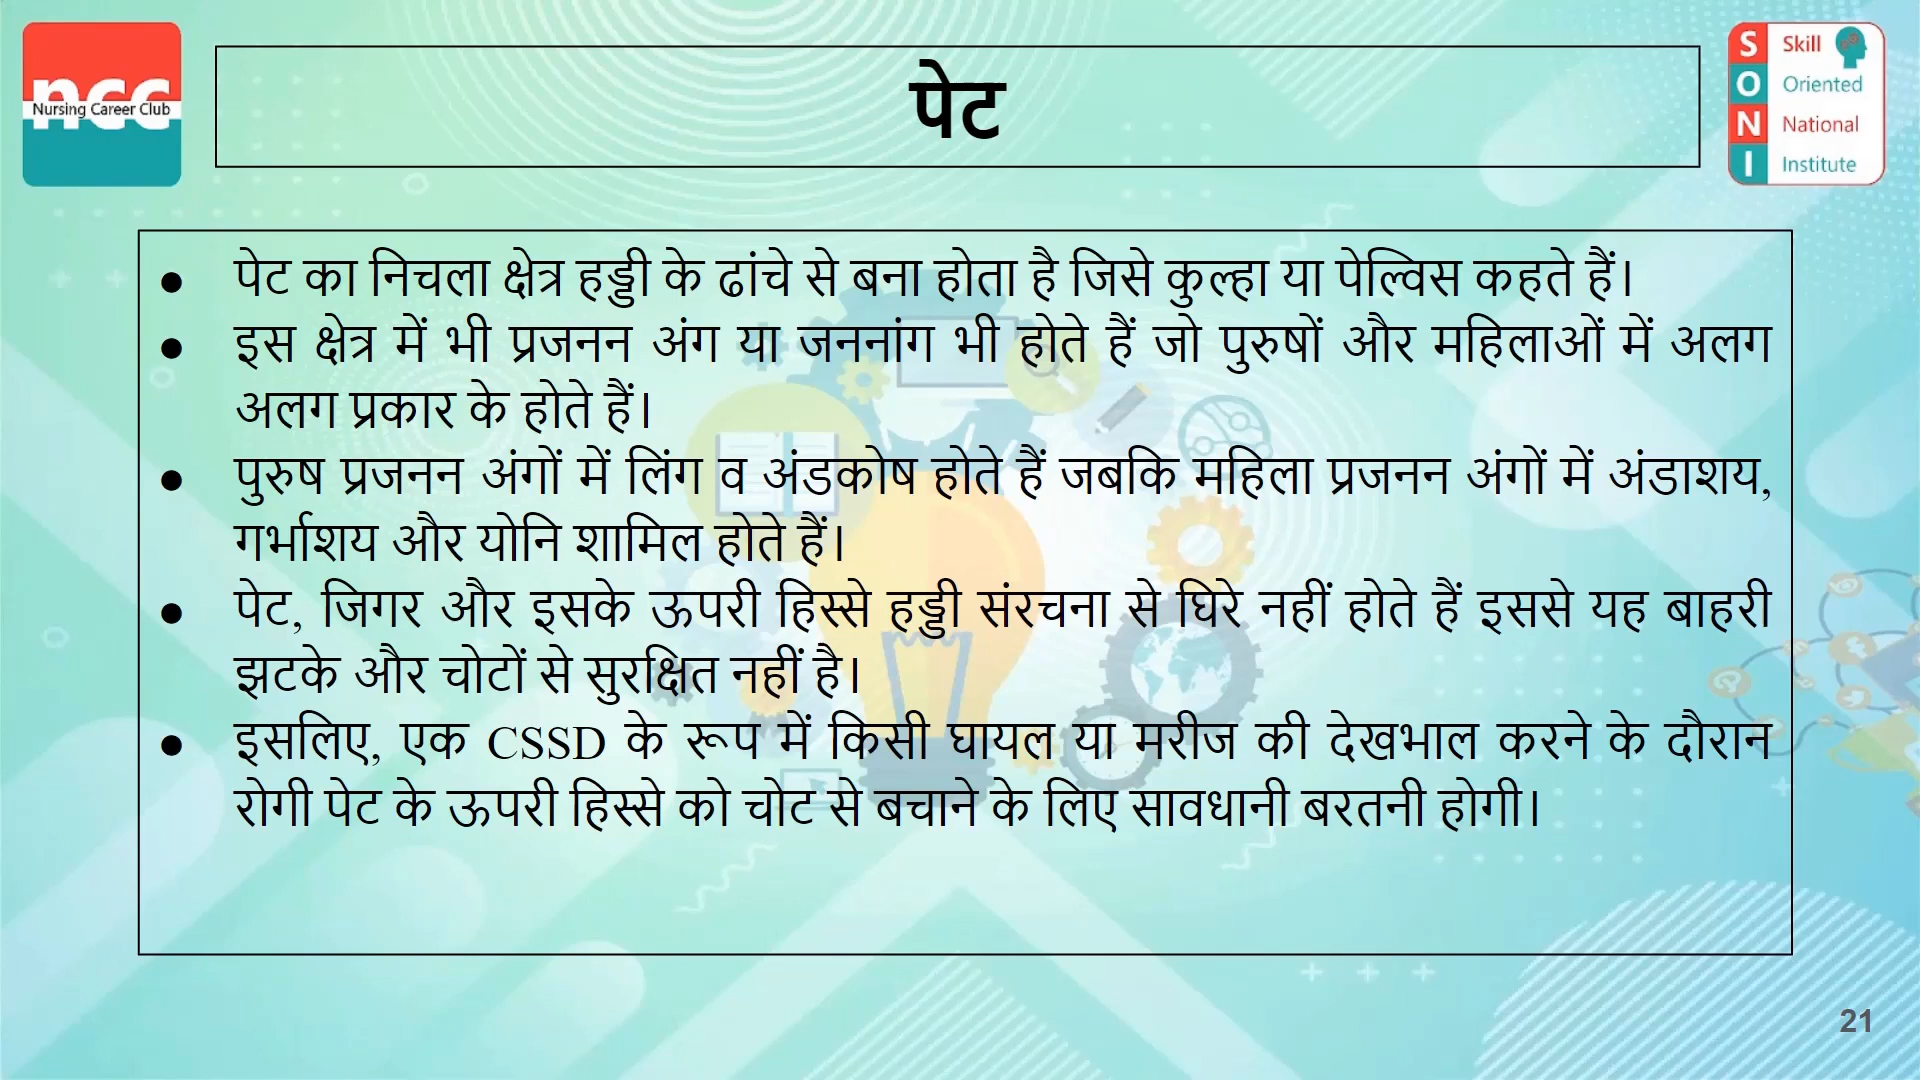 ncc
Nursing Career Club
पेट
S Skill
O Oriented
N National
I Institute
● पेट का निचला क्षेत्र हड्डी के ढांचे से बना होता है जिसे कुल्हा या पेल्विस कहते हैं।
● इस क्षेत्र में भी प्रजनन अंग या जननांग भी होते हैं जो पुरुषों और महिलाओं में अलग
अलग प्रकार के होते हैं।
● पुरुष प्रजनन अंगों में लिंग व अंडकोष होते हैं जबकि महिला प्रजनन अंगों में अंडाशय,
गर्भाशय और योनि शामिल होते हैं।
● पेट, जिगर और इसके ऊपरी हिस्से हड्डी संरचना से घिरे नहीं होते हैं इससे यह बाहरी
झटके और चोटों से सुरक्षित नहीं है।
● इसलिए, एक CSSD के रूप में किसी घायल या मरीज की देखभाल करने के दौरान
रोगी पेट के ऊपरी हिस्से को चोट से बचाने के लिए सावधानी बरतनी होगी।
21